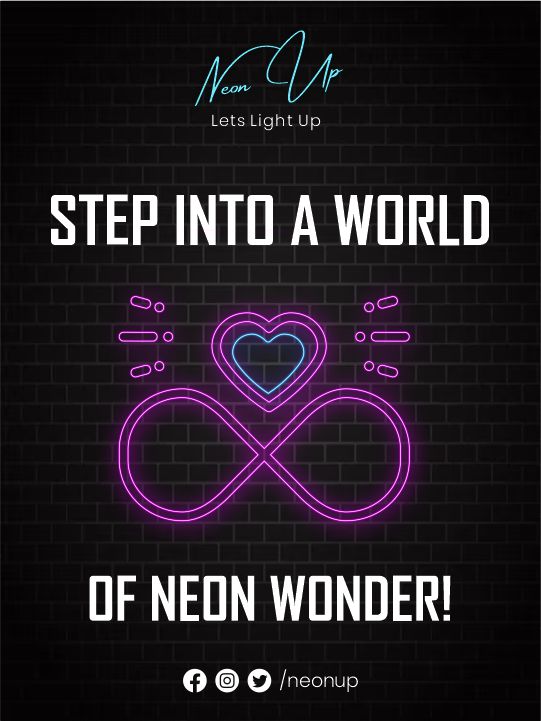 Neon Up
Lets Light Up
STEP INTO A WORLD
OF NEON WONDER!
/neonup